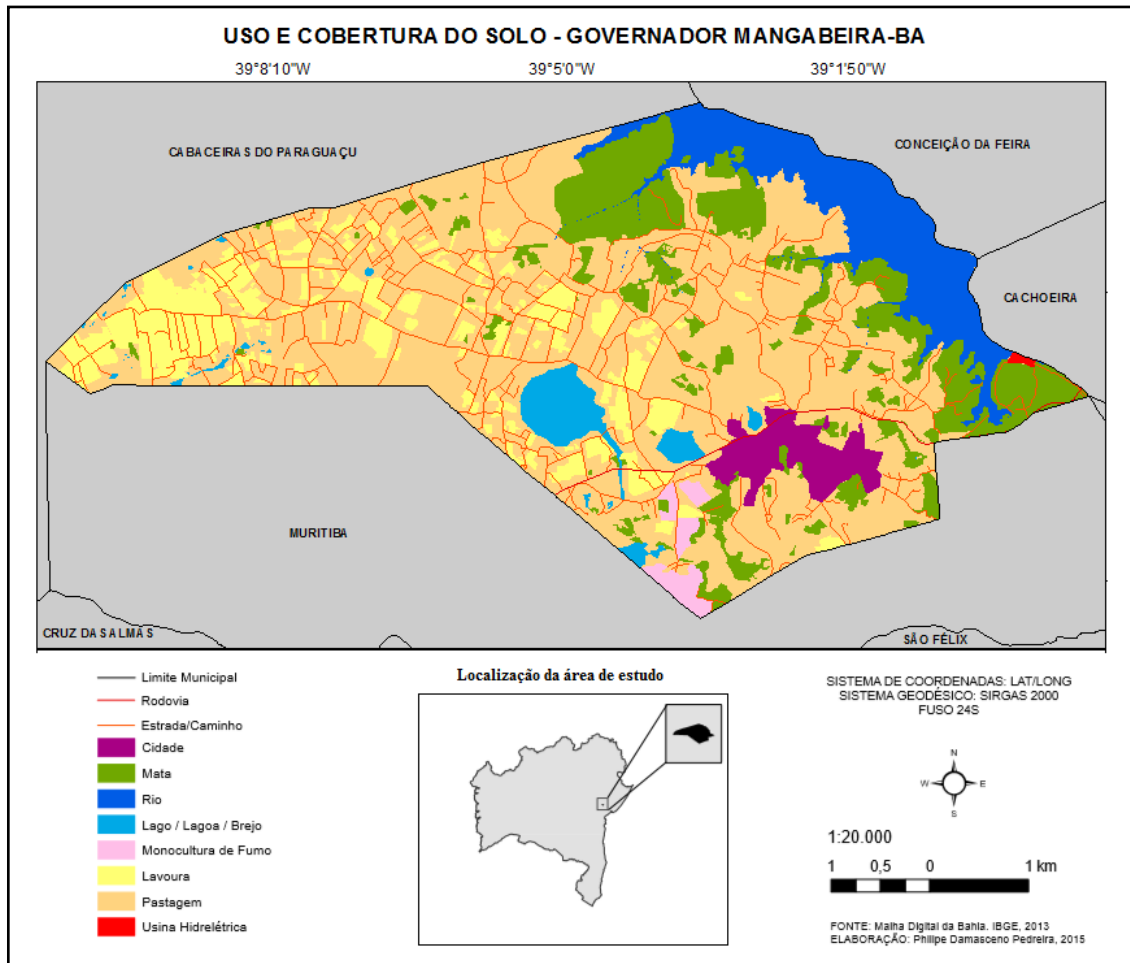 USO E COBERTURA DO SOLO - GOVERNADOR MANGABEIRA-BA
39°8'10"W
39°5'0"W
39°1'50"W
CABACEIRAS DO PARAGUAÇU
CONCEIÇÃO DA FEIRA
CACHOEIRA
MURITIBA
CRUZ DA SALMAS
SÃO FÉLIX
Limite Municipal
Rodovia
Estrada/Caminho
Cidade
Mata
Rio
Lago / Lagoa / Brejo
Monocultura de Fumo
Lavoura
Pastagem
Usina Hidrelétrica
Localização da área de estudo
SISTEMA DE COORDENADAS: LAT/LONG
SISTEMA GEODÉSICO: SIRGAS 2000
FUSO 24S
N
W E
S
1:20.000
1 0,5 0 1 km
FONTE: Malha Digital da Bahia. IBGE, 2013
ELABORAÇÃO: Philipe Damasceno Pedreira, 2015